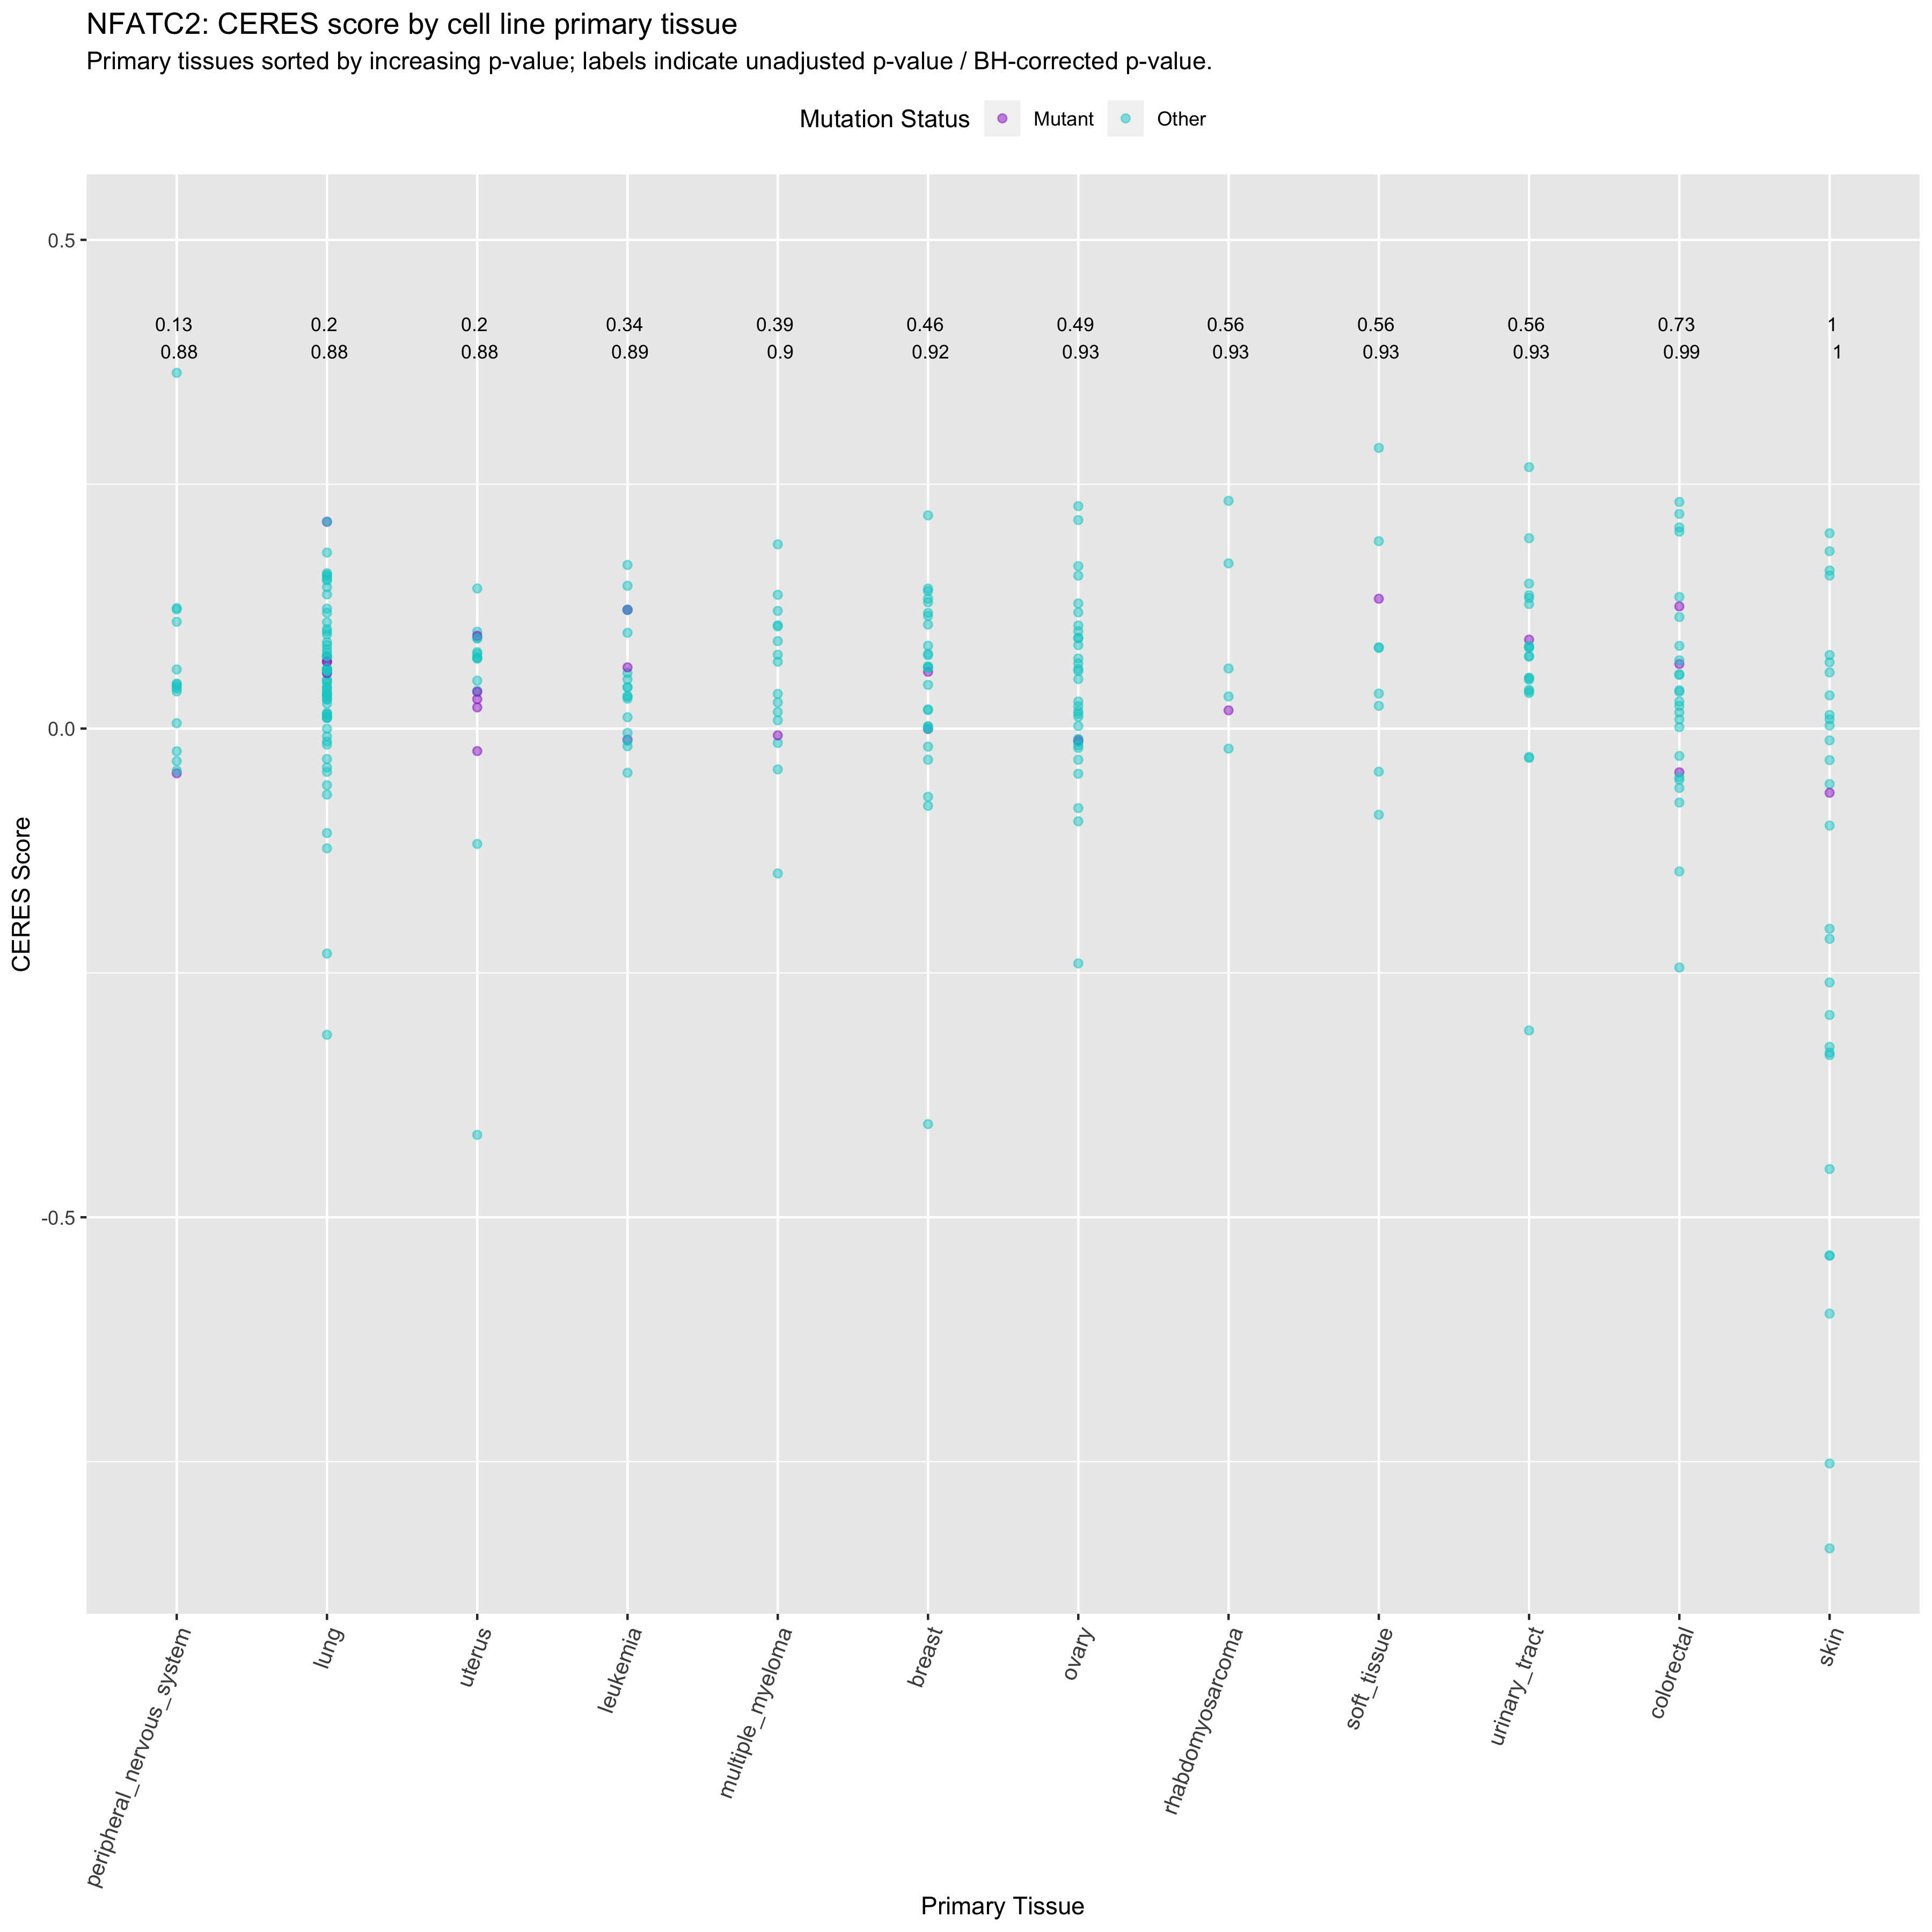 NFATC2: CERES score by cell line primary tissue
Primary tissues sorted by increasing p-value; labels indicate unadjusted p-value / BH-corrected p-value.
Mutation Status Mutant Other
0.5
0.13 0.2 0.2 0.34 0.39 0.46 0.49 0.56 0.56 0.56 0.73 1
0.88 0.88 0.88 0.89 0.9 0.92 0.93 0.93 0.93 0.93 0.99 1
0.0
-0.5
CERES Score
peripheral_nervous_system
lung
uterus
leukemia
multiple_myeloma
breast
ovary
rhabdomyosarcoma
soft_tissue
urinary_tract
colorectal
skin
Primary Tissue